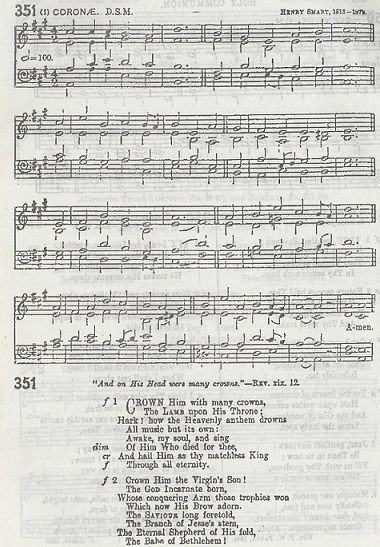 351 (1) CORONÆ. D.S.M. HENRY SMART, 1813–1879.
=100.
A-men.
351 "And on His Head were many crowns."—REV. xix. 12.
f 1 CROWN Him with many crowns,
The LAMB upon His Throne;
Hark! how the Heavenly anthem drowns
All music but its own:
Awake, my soul, and sing
dim Of Him Who died for thee,
cr And hail Him as thy matchless King
f Through all eternity.
f 2 Crown Him the Virgin's Son!
The GOD Incarnate born,
Whose conquering Arm those trophies won
Which now His Brow adorn.
The SAVIOUR long foretold,
The Branch of Jesse's stem,
The Eternal Shepherd of His fold,
The Babe of Bethlehem!